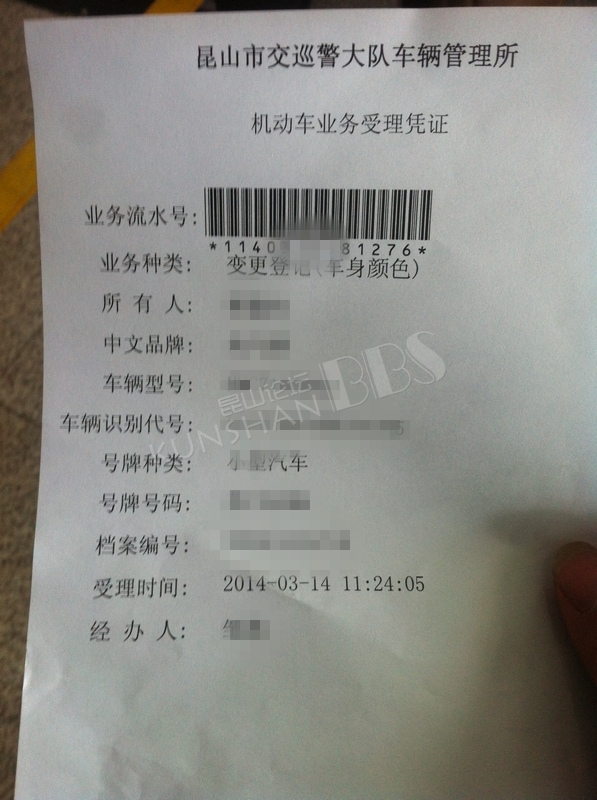 昆山市交巡警大队车辆管理所
机动车业务受理凭证
业务流水号:
*1140 81276*
业务种类: 变更登记(车身颜色)
所 有 人:
中文品牌:
车辆型号:
车辆识别代号:
号牌种类: 小型汽车
号牌号码:
档案编号:
受理时间: 2014-03-14 11:24:05
经 办 人:
昆山论坛
KUNSHAN BBS